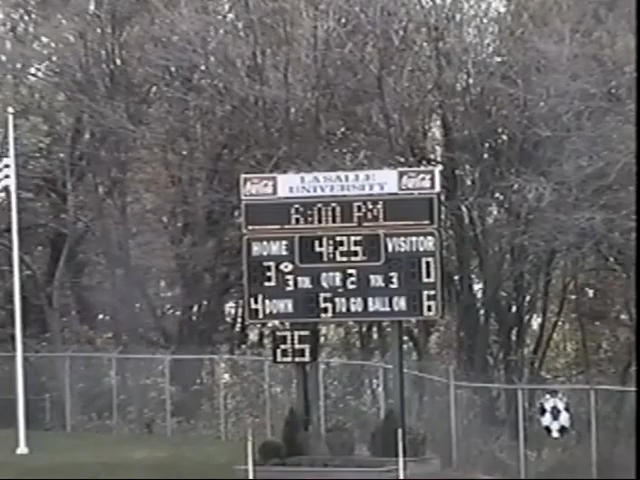 Coca-Cola LASALLE UNIVERSITY Coca-Cola
6:00 PM
HOME 4:25 VISITOR
3 3 TOL QTR 2 TOL 3 0
4 DOWN 5 TO GO BALL ON 6
25